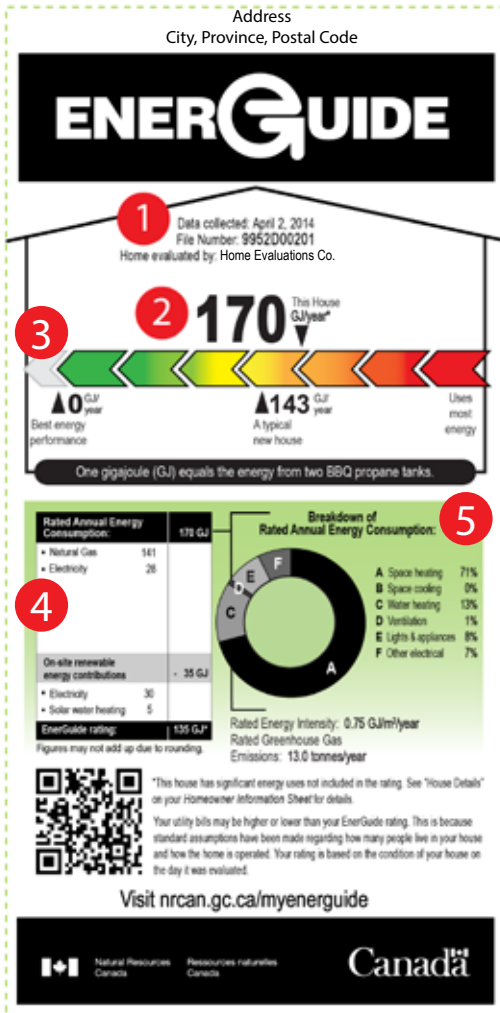 Address
City, Province, Postal Code
ENERGUIDE
1
Data collected: April 2, 2014
File Number: 9952D00201
Home evaluated by: Home Evaluations Co.
2
170 This House GJ/year*
3
0 GJ/year
Best energy performance
143 GJ/year
A typical new house
Uses most energy
One gigajoule (GJ) equals the energy from two BBQ propane tanks.
4
Rated Annual Energy Consumption: 170 GJ
• Natural Gas 141
• Electricity 28
On-site renewable energy contributions - 35 GJ
• Electricity 30
• Solar water heating 5
EnerGuide rating: 135 GJ*
Figures may not add up due to rounding.
5
Breakdown of
Rated Annual Energy Consumption:
F
E
D
C
A
A Space heating 71%
B Space cooling 0%
C Water heating 13%
D Ventilation 1%
E Lights & appliances 8%
F Other electrical 7%
Rated Energy Intensity: 0.75 GJ/m²/year
Rated Greenhouse Gas
Emissions: 13.0 tonnes/year
*This house has significant energy uses not included in the rating. See "House Details"
on your Homeowner Information Sheet for details.
Your utility bills may be higher or lower than your EnerGuide rating. This is because
standard assumptions have been made regarding how many people live in your house
and how the home is operated. Your rating is based on the condition of your house on
the day it was evaluated.
Visit nrcan.gc.ca/myenerguide
Natural Resources Canada
Ressources naturelles Canada
Canada